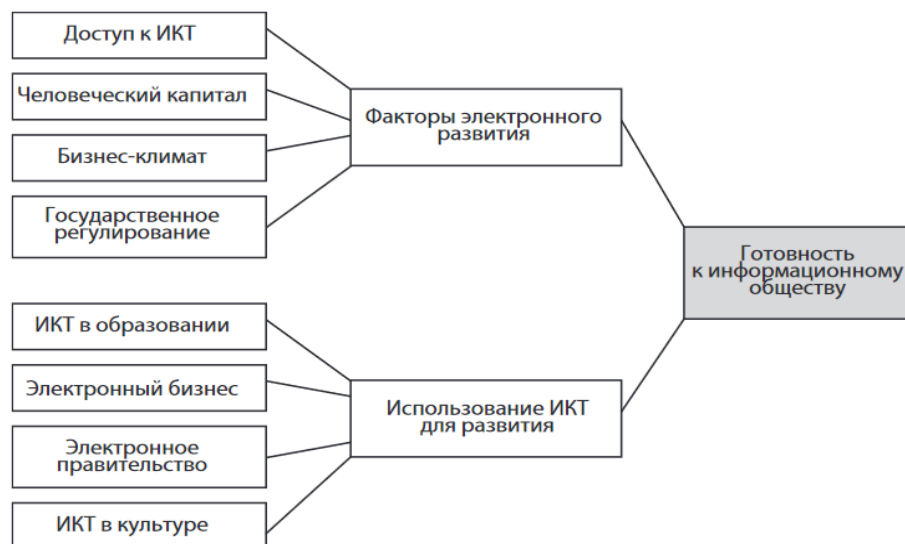 Доступ к ИКТ
Человеческий капитал
Бизнес-климат
Государственное
регулирование
Факторы электронного
развития
Готовность
к информационному
обществу
ИКТ в образовании
Электронный бизнес
Электронное
правительство
ИКТ в культуре
Использование ИКТ
для развития